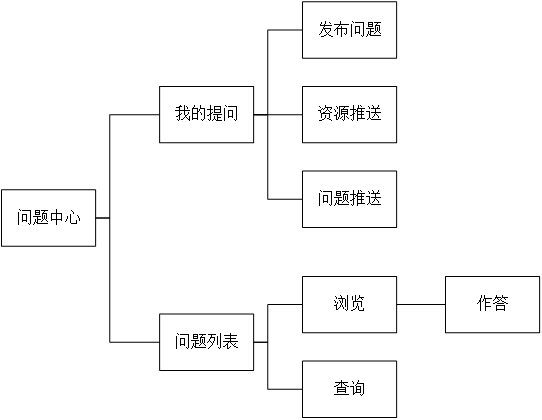 发布问题
我的提问
资源推送
问题推送
问题中心
浏览
作答
问题列表
查询